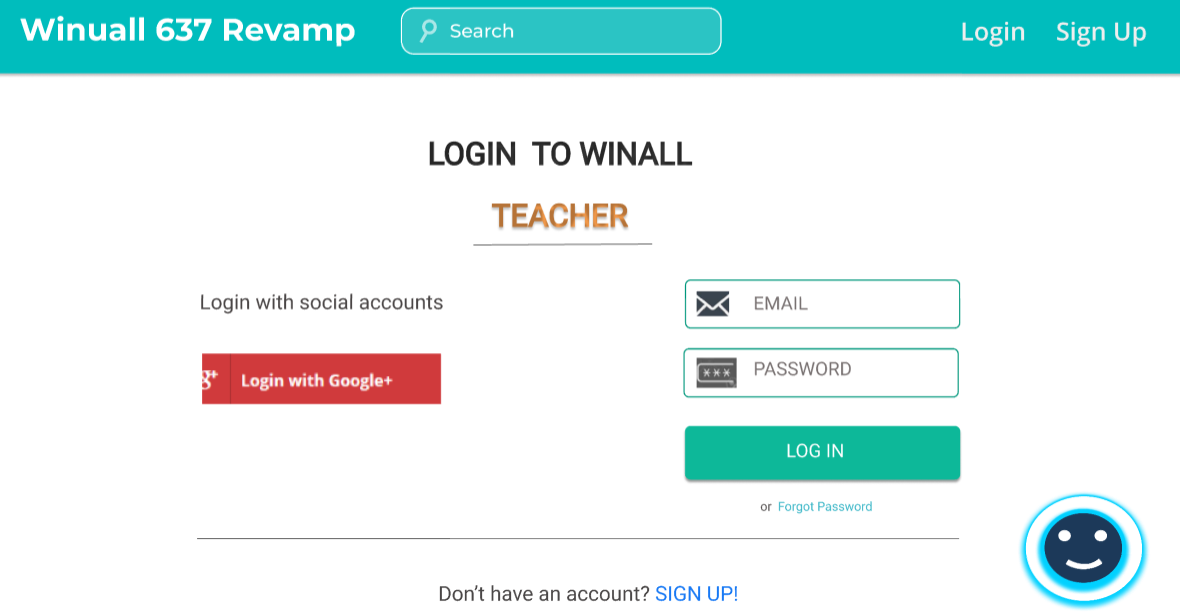 Winuall 637 Revamp
Search
Login
Sign Up
LOGIN TO WINALL
TEACHER
Login with social accounts
g+ Login with Google+
EMAIL
*** PASSWORD
LOG IN
or Forgot Password
Don't have an account? SIGN UP!